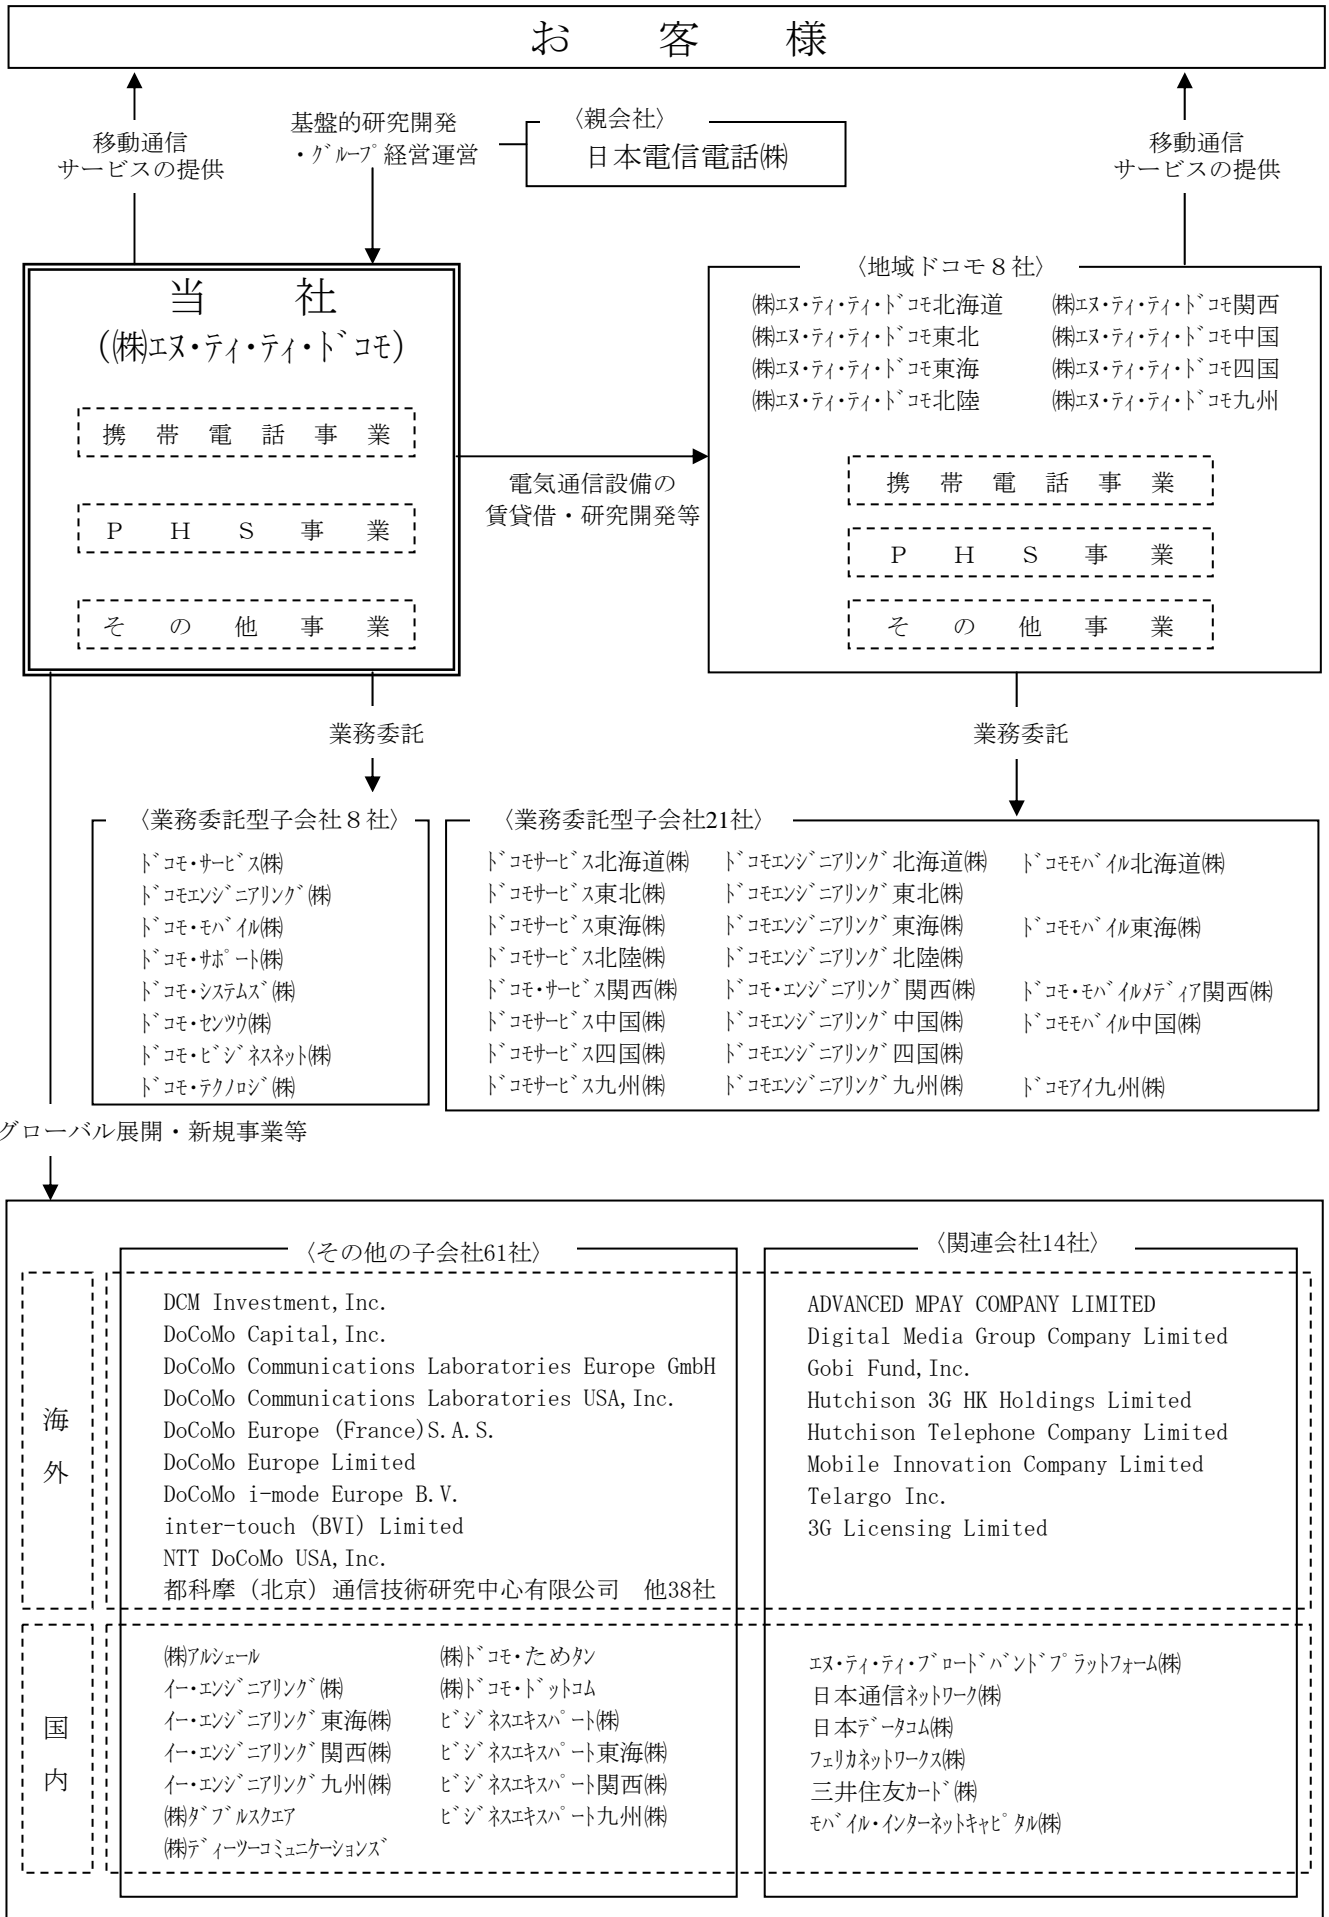 お客様
移動通信
サービスの提供
基盤的研究開発
・グループ経営運営
〈親会社〉
日本電信電話㈱
移動通信
サービスの提供
当社
(㈱エヌ・ティ・ティ・ドコモ)
携帯電話事業
ＰＨＳ事業
その他事業
電気通信設備の
賃貸借・研究開発等
〈地域ドコモ８社〉
㈱エヌ・ティ・ティ・ドコモ北海道 ㈱エヌ・ティ・ティ・ドコモ関西
㈱エヌ・ティ・ティ・ドコモ東北 ㈱エヌ・ティ・ティ・ドコモ中国
㈱エヌ・ティ・ティ・ドコモ東海 ㈱エヌ・ティ・ティ・ドコモ四国
㈱エヌ・ティ・ティ・ドコモ北陸 ㈱エヌ・ティ・ティ・ドコモ九州
携帯電話事業
ＰＨＳ事業
その他事業
業務委託
業務委託
〈業務委託型子会社８社〉
ドコモ・サービス㈱
ドコモエンジニアリング㈱
ドコモ・モバイル㈱
ドコモ・サポート㈱
ドコモ・システムズ㈱
ドコモ・センツウ㈱
ドコモ・ビジネスネット㈱
ドコモ・テクノロジ㈱
〈業務委託型子会社21社〉
ドコモサービス北海道㈱ ドコモエンジニアリング北海道㈱ ドコモモバイル北海道㈱
ドコモサービス東北㈱ ドコモエンジニアリング東北㈱
ドコモサービス東海㈱ ドコモエンジニアリング東海㈱ ドコモモバイル東海㈱
ドコモサービス北陸㈱ ドコモエンジニアリング北陸㈱
ドコモ・サービス関西㈱ ドコモ・エンジニアリング関西㈱ ドコモ・モバイルメディア関西㈱
ドコモサービス中国㈱ ドコモエンジニアリング中国㈱ ドコモモバイル中国㈱
ドコモサービス四国㈱ ドコモエンジニアリング四国㈱
ドコモサービス九州㈱ ドコモエンジニアリング九州㈱ ドコモアイ九州㈱
グローバル展開・新規事業等
〈その他の子会社61社〉
〈関連会社14社〉
海外
DCM Investment,Inc.
DoCoMo Capital,Inc.
DoCoMo Communications Laboratories Europe GmbH
DoCoMo Communications Laboratories USA,Inc.
DoCoMo Europe (France)S.A.S.
DoCoMo Europe Limited
DoCoMo i-mode Europe B.V.
inter-touch (BVI) Limited
NTT DoCoMo USA,Inc.
都科摩（北京）通信技術研究中心有限公司　他38社
ADVANCED MPAY COMPANY LIMITED
Digital Media Group Company Limited
Gobi Fund,Inc.
Hutchison 3G HK Holdings Limited
Hutchison Telephone Company Limited
Mobile Innovation Company Limited
Telargo Inc.
3G Licensing Limited
国内
㈱アルシェール ㈱ドコモ・ためタン
イー・エンジニアリング㈱ ㈱ドコモ・ドットコム
イー・エンジニアリング東海㈱ ビジネスエキスパート㈱
イー・エンジニアリング関西㈱ ビジネスエキスパート東海㈱
イー・エンジニアリング九州㈱ ビジネスエキスパート関西㈱
㈱ダブルスクエア ビジネスエキスパート九州㈱
㈱ディーツーコミュニケーションズ
エヌ・ティ・ティ・ブロードバンドプラットフォーム㈱
日本通信ネットワーク㈱
日本データコム㈱
フェリカネットワークス㈱
三井住友カード㈱
モバイル・インターネットキャピタル㈱